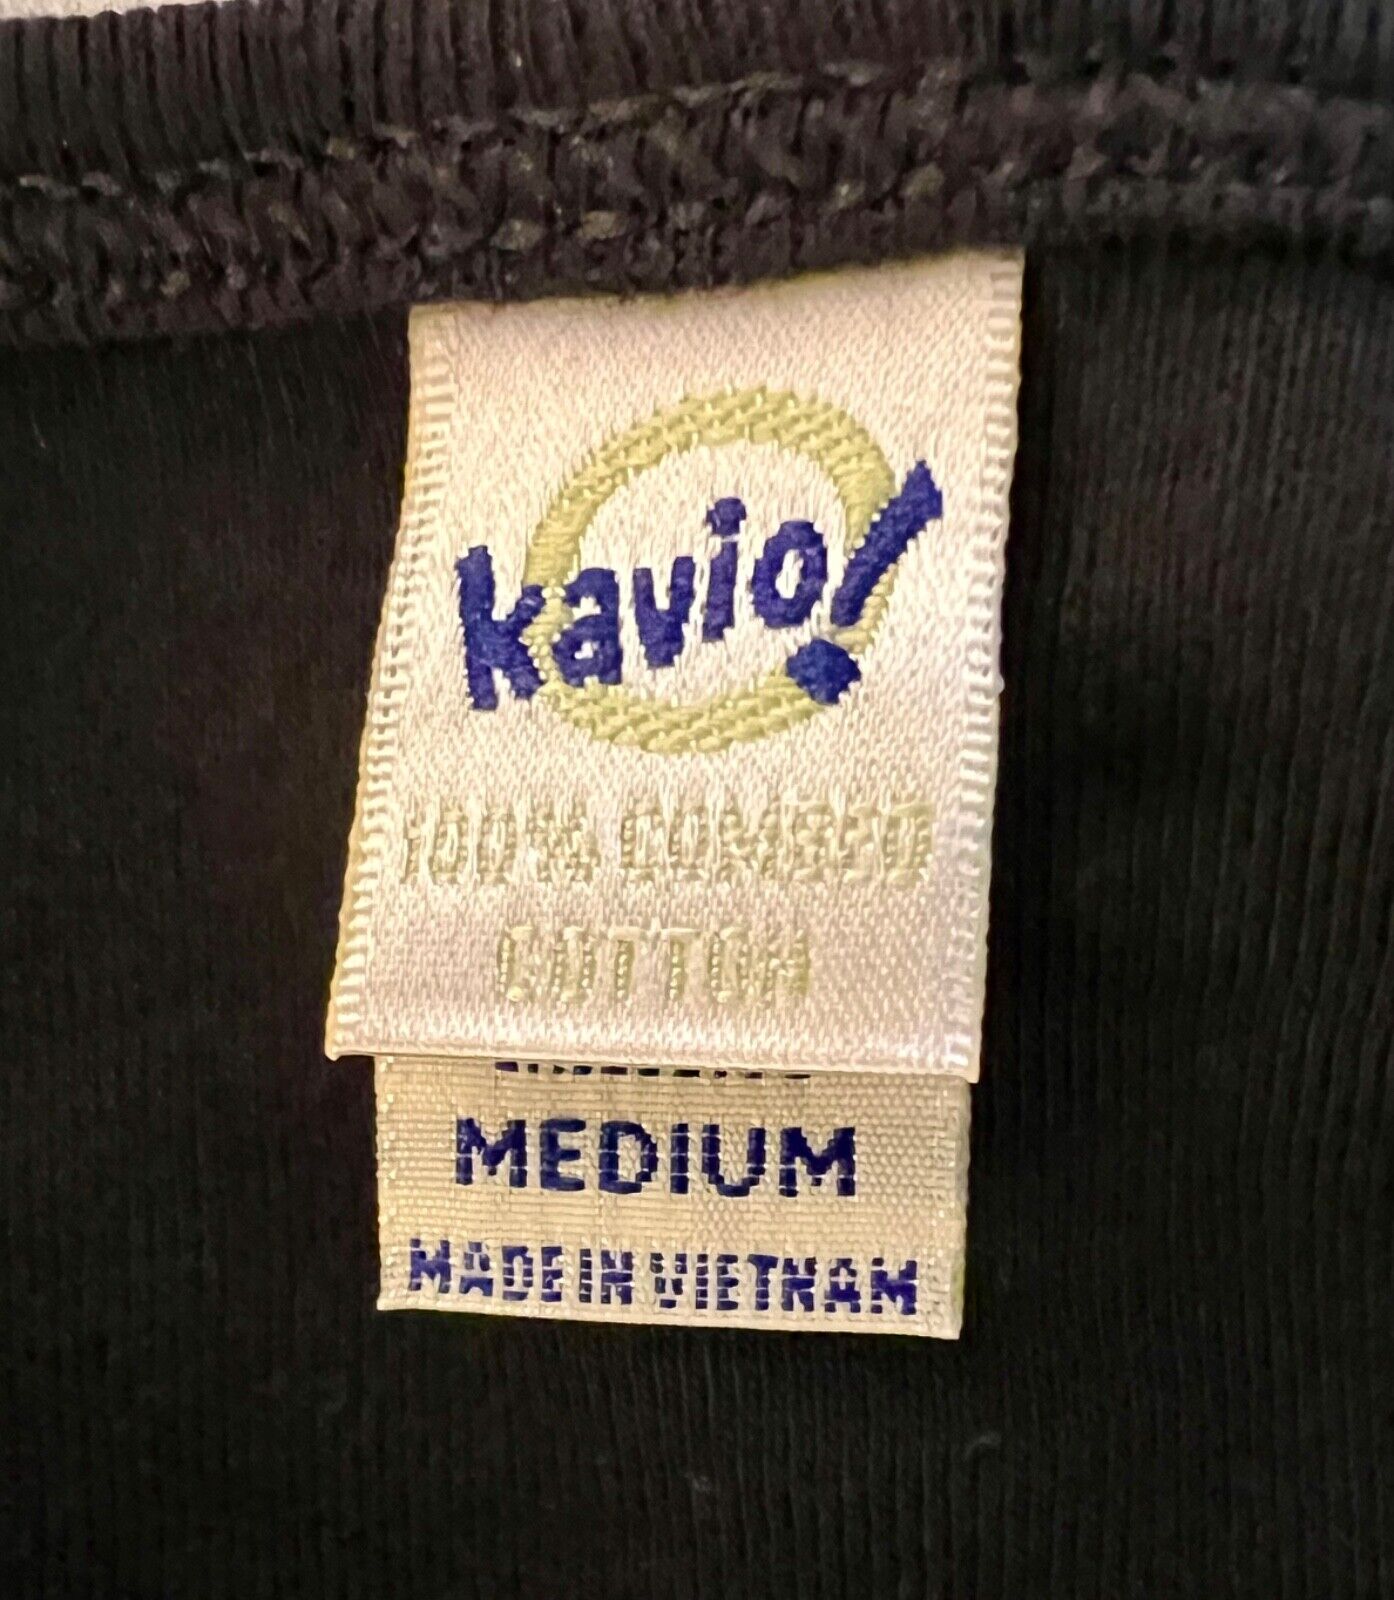 kavio!
100% COMBED
COTTON
MEDIUM
MADE IN VIETNAM